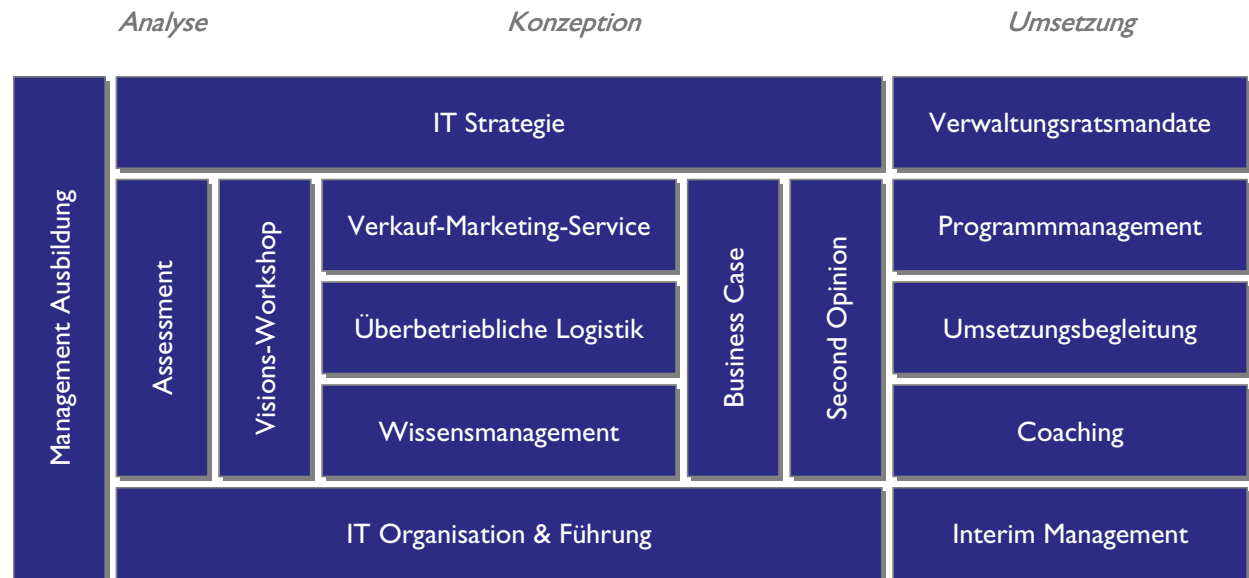 Analyse
Konzeption
Umsetzung
Management Ausbildung
IT Strategie
Verwaltungsratsmandate
Assessment
Visions-Workshop
Verkauf-Marketing-Service
Überbetriebliche Logistik
Wissensmanagement
Business Case
Second Opinion
Programmmanagement
Umsetzungsbegleitung
Coaching
IT Organisation & Führung
Interim Management